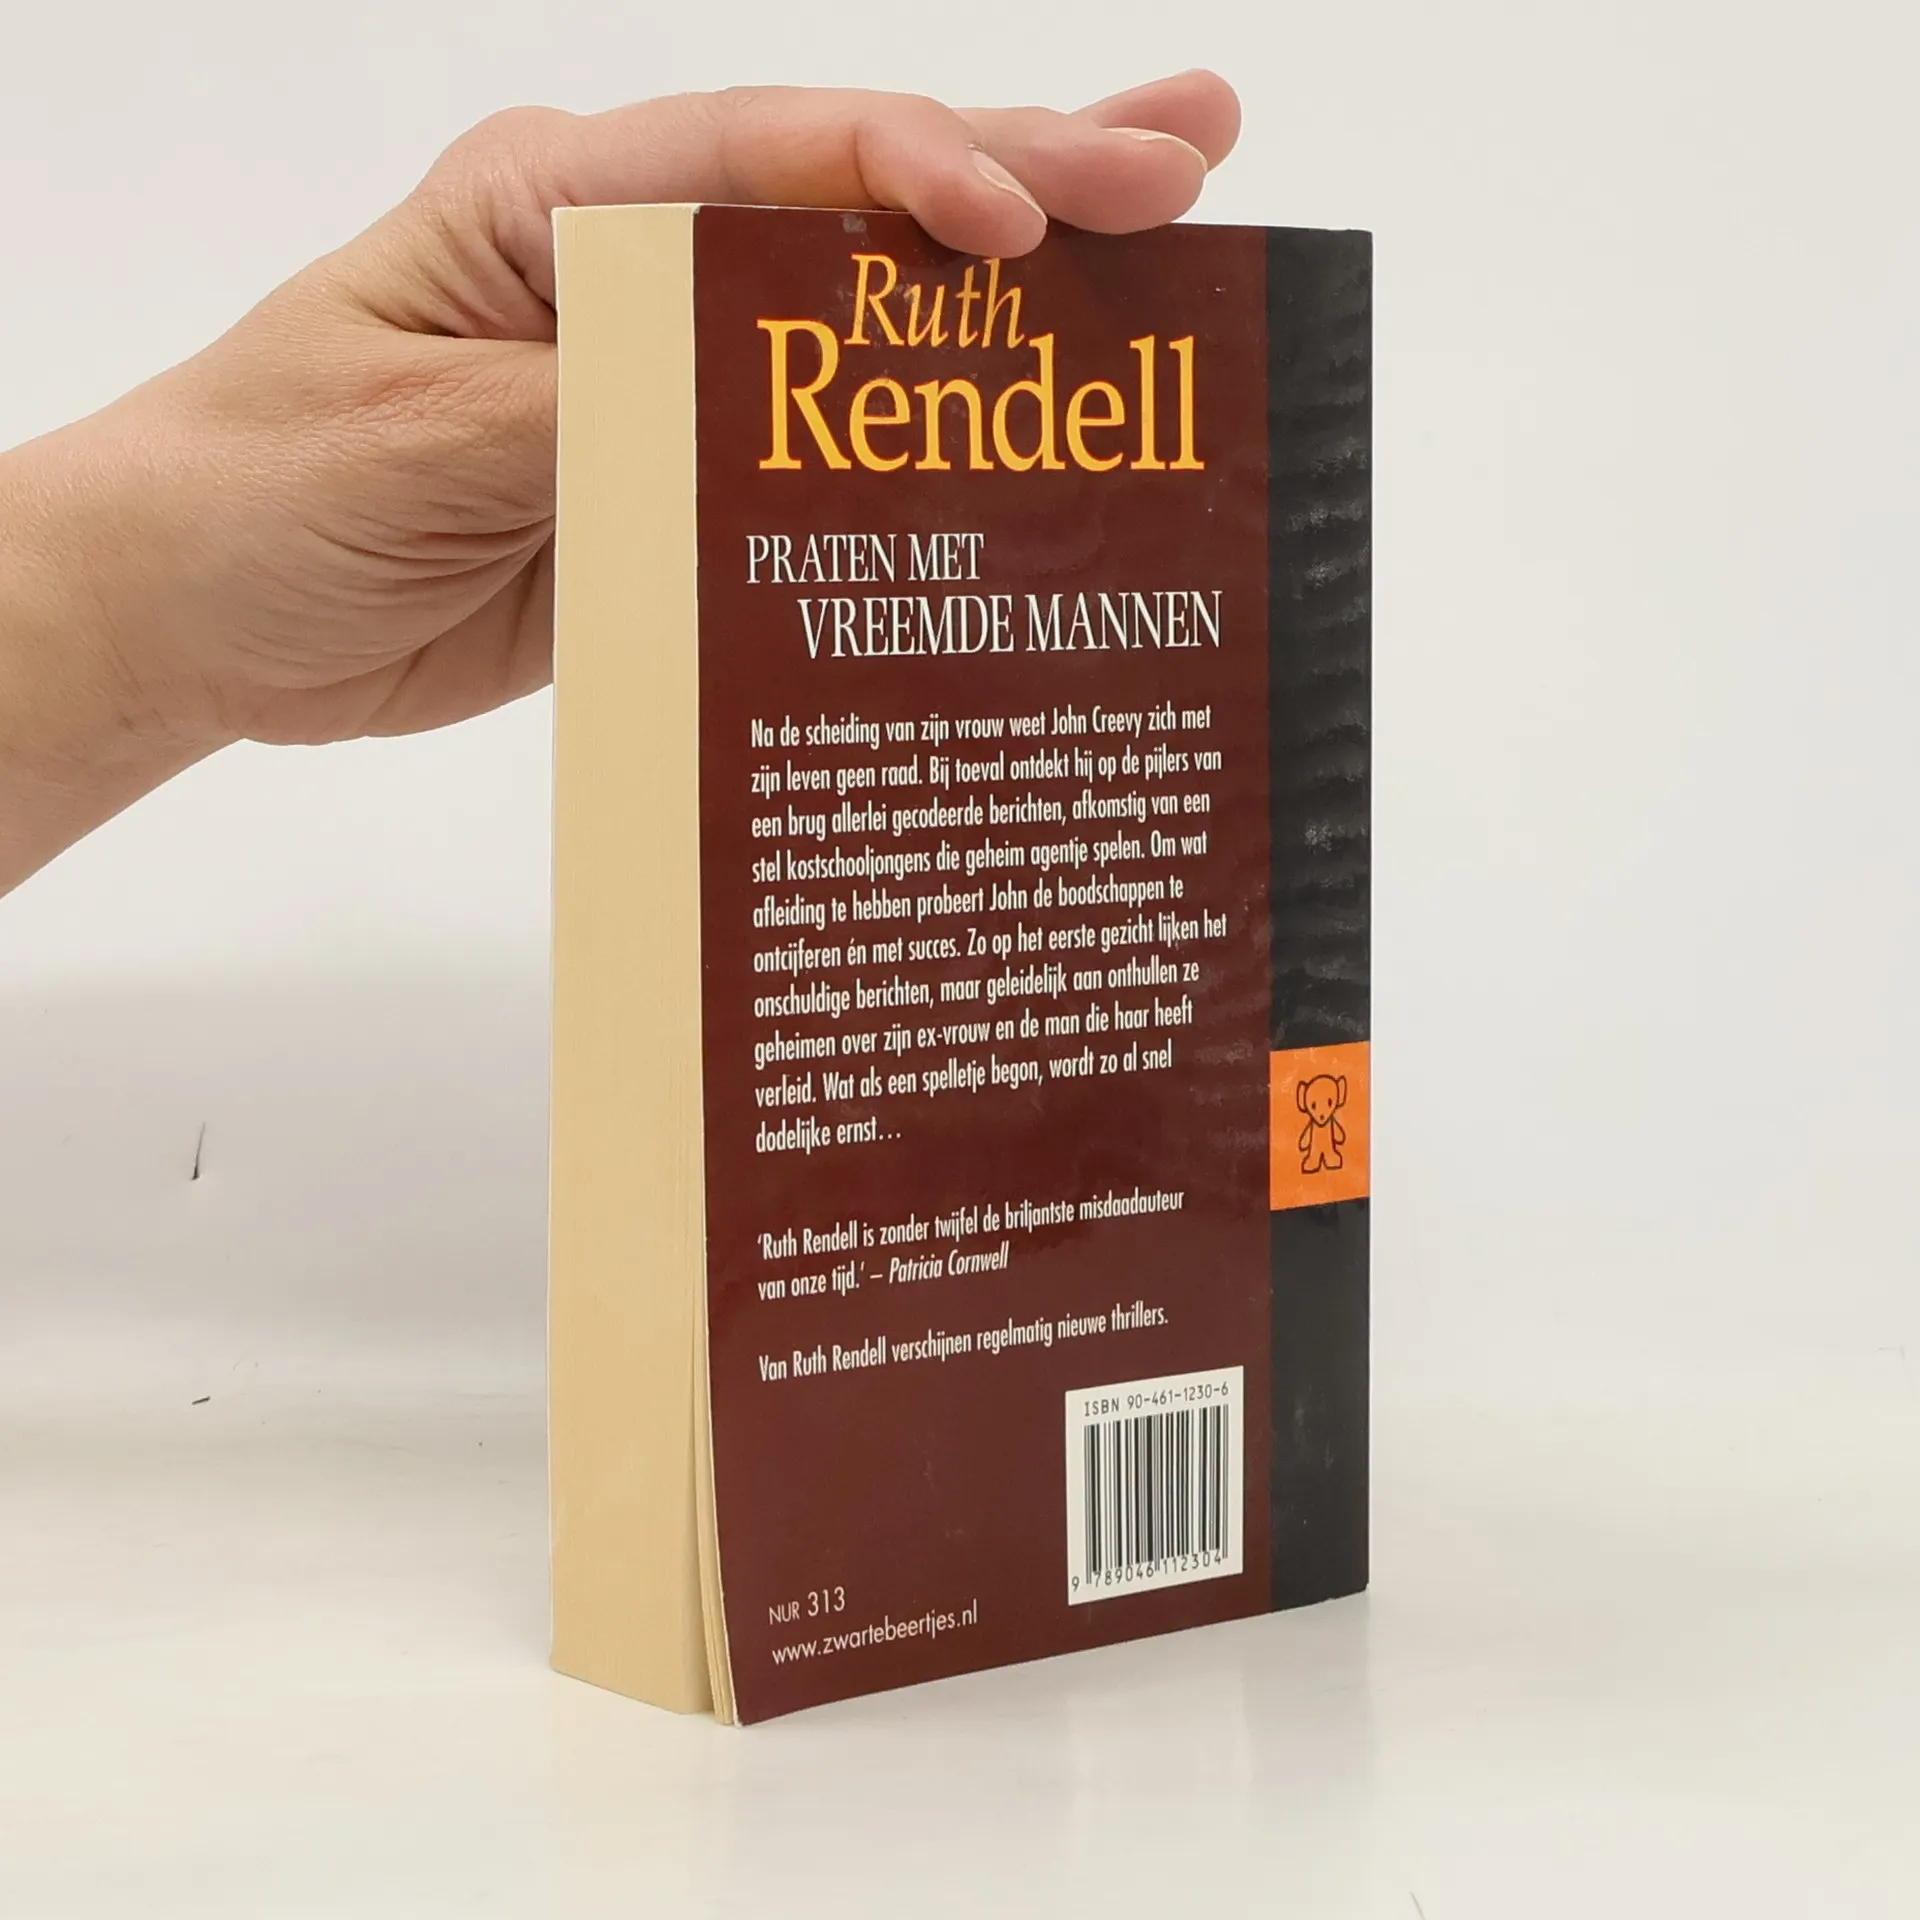 Ruth
Rendell
PRATEN MET
VREEMDE MANNEN
Na de scheiding van zijn vrouw weet John Creevy zich met
zijn leven geen raad. Bij toeval ontdekt hij op de pijlers van
een brug allerlei gecodeerde berichten, afkomstig van een
stel kostschooljongens die geheim agentje spelen. Om wat
afleiding te hebben probeert John de boodschappen te
ontcijferen én met succes. Zo op het eerste gezicht lijken het
onschuldige berichten, maar geleidelijk aan onthullen ze
geheimen over zijn ex-vrouw en de man die haar heeft
verleid. Wat als een spelletje begon, wordt zo al snel
dodelijke ernst...
‘Ruth Rendell is zonder twijfel de briljantste misdaadauteur
van onze tijd.‘ – Patricia Cornwell
Van Ruth Rendell verschijnen regelmatig nieuwe thrillers.
ISBN 90-461-1230-6
9 789046 112304
NUR 313
www.zwartebeertjes.nl